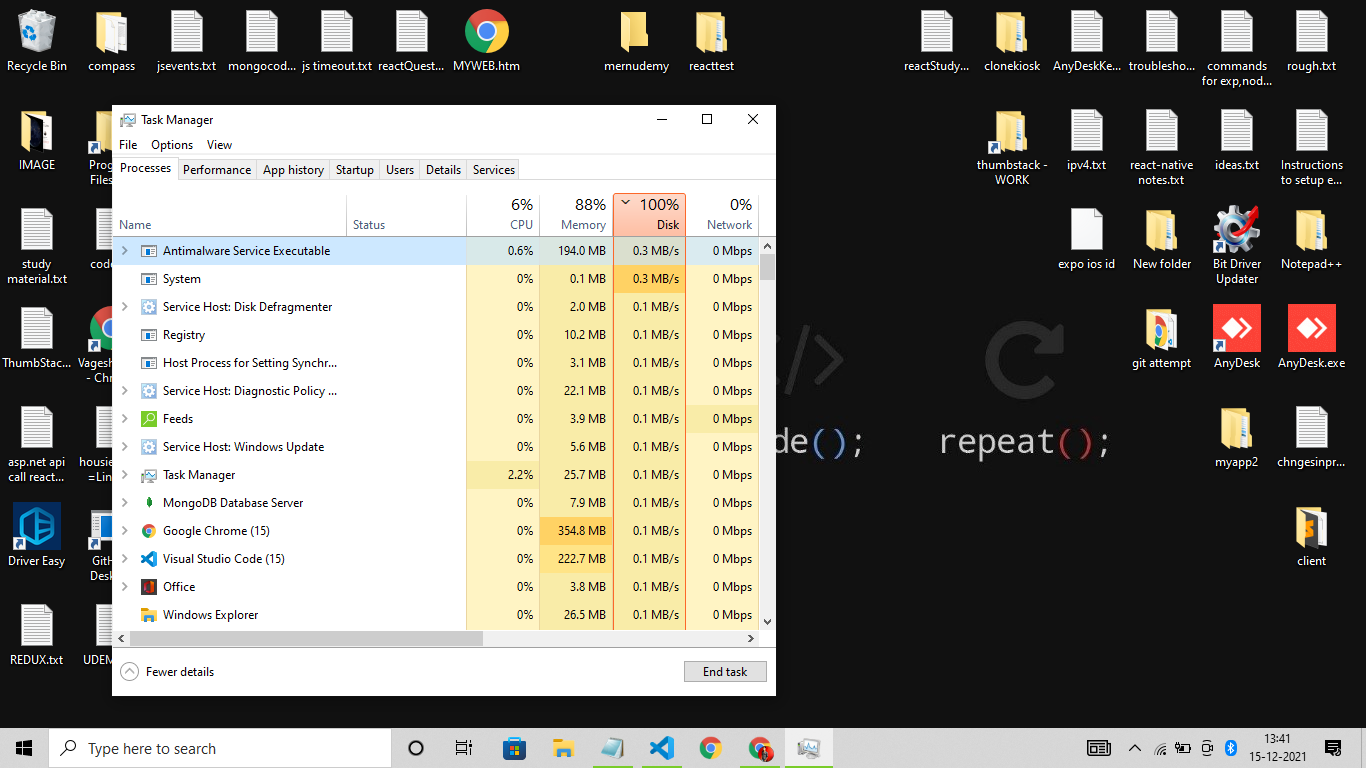 Recycle Bin
compass
jsevents.txt
mongocod...
js timeout.txt
reactQuest...
MYWEB.htm
mernudemy
reacttest
reactStudy...
clonekiosk
AnyDeskKe...
troublesho...
commands
for exp,nod...
rough.txt
IMAGE
Prog
Files
thumbstack -
WORK
ipv4.txt
react-native
notes.txt
ideas.txt
Instructions
to setup e...
study
material.txt
code
expo ios id
New folder
Bit Driver
Updater
Notepad++
ThumbStac...
Vagesh
- Chr
git attempt
AnyDesk
AnyDesk.exe
asp.net api
call react...
housie
=Lin
myapp2
chngesinpr...
Driver Easy
GitH
Desk
client
REDUX.txt
UDEM
Task Manager
File Options View
Processes Performance App history Startup Users Details Services
6% 88% 100% 0%
Name Status CPU Memory Disk Network
Antimalware Service Executable 0.6% 194.0 MB 0.3 MB/s 0 Mbps
System 0% 0.1 MB 0.3 MB/s 0 Mbps
Service Host: Disk Defragmenter 0% 2.0 MB 0.1 MB/s 0 Mbps
Registry 0% 10.2 MB 0.1 MB/s 0 Mbps
Host Process for Setting Synchr... 0% 3.1 MB 0.1 MB/s 0 Mbps
Service Host: Diagnostic Policy ... 0% 22.1 MB 0.1 MB/s 0 Mbps
Feeds 0% 3.9 MB 0.1 MB/s 0 Mbps
Service Host: Windows Update 0% 5.6 MB 0.1 MB/s 0 Mbps
Task Manager 2.2% 25.7 MB 0.1 MB/s 0 Mbps
MongoDB Database Server 0% 7.9 MB 0.1 MB/s 0 Mbps
Google Chrome (15) 0% 354.8 MB 0.1 MB/s 0 Mbps
Visual Studio Code (15) 0% 222.7 MB 0.1 MB/s 0 Mbps
Office 0% 3.8 MB 0.1 MB/s 0 Mbps
Windows Explorer 0% 26.5 MB 0.1 MB/s 0 Mbps
Fewer details
End task
</>
de(); repeat();
Type here to search
13:41
15-12-2021